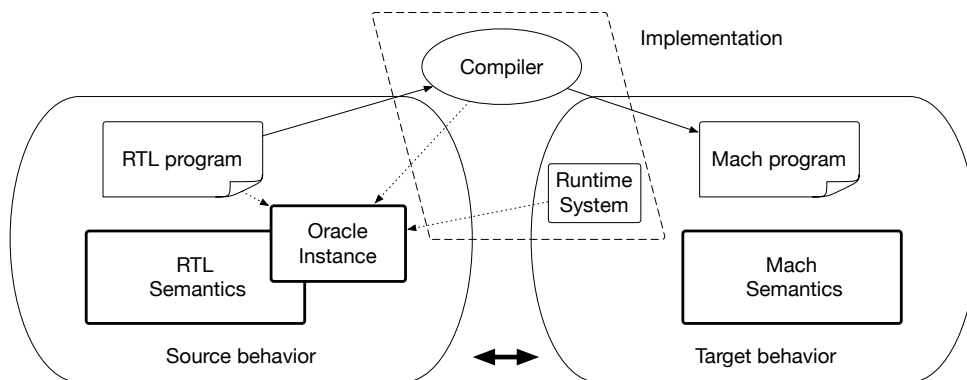 Implementation
Compiler
RTL program
Mach program
Runtime
System
Oracle
Instance
RTL
Semantics
Mach
Semantics
Source behavior
Target behavior